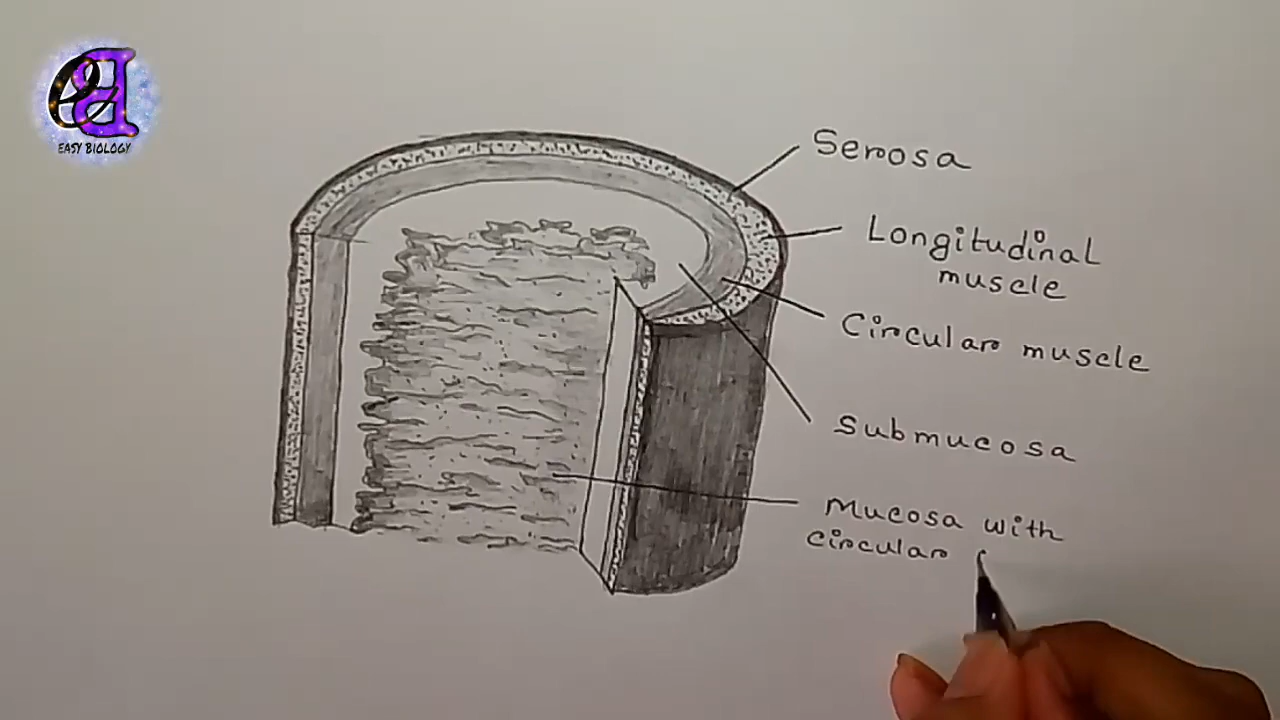 EASY BIOLOGY
Serosa
Longitudinal
muscle
Circular muscle
Submucosa
Mucosa with
circular